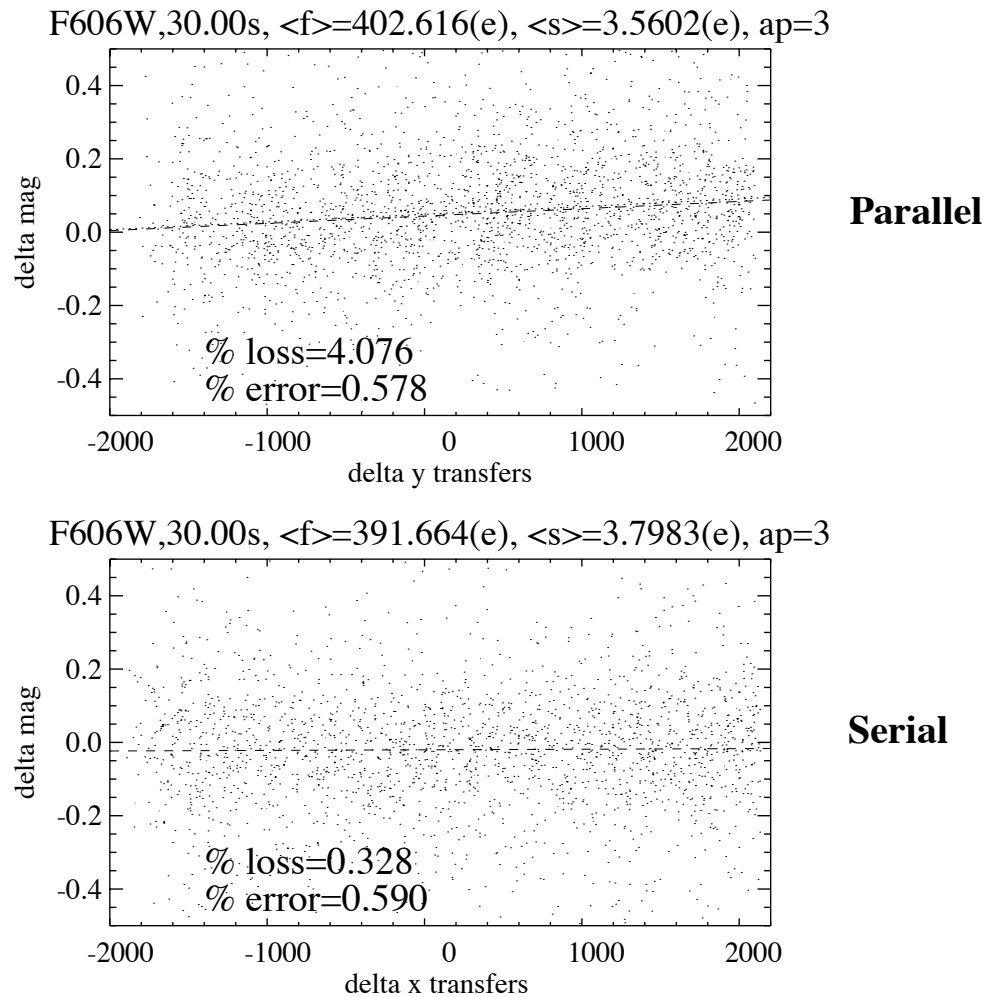 F606W,30.00s, <f>=402.616(e), <s>=3.5602(e), ap=3
0.4
0.2
0.0
-0.2
-0.4
delta mag
% loss=4.076
% error=0.578
-2000 -1000 0 1000 2000
delta y transfers
Parallel
F606W,30.00s, <f>=391.664(e), <s>=3.7983(e), ap=3
0.4
0.2
0.0
-0.2
-0.4
delta mag
% loss=0.328
% error=0.590
-2000 -1000 0 1000 2000
delta x transfers
Serial